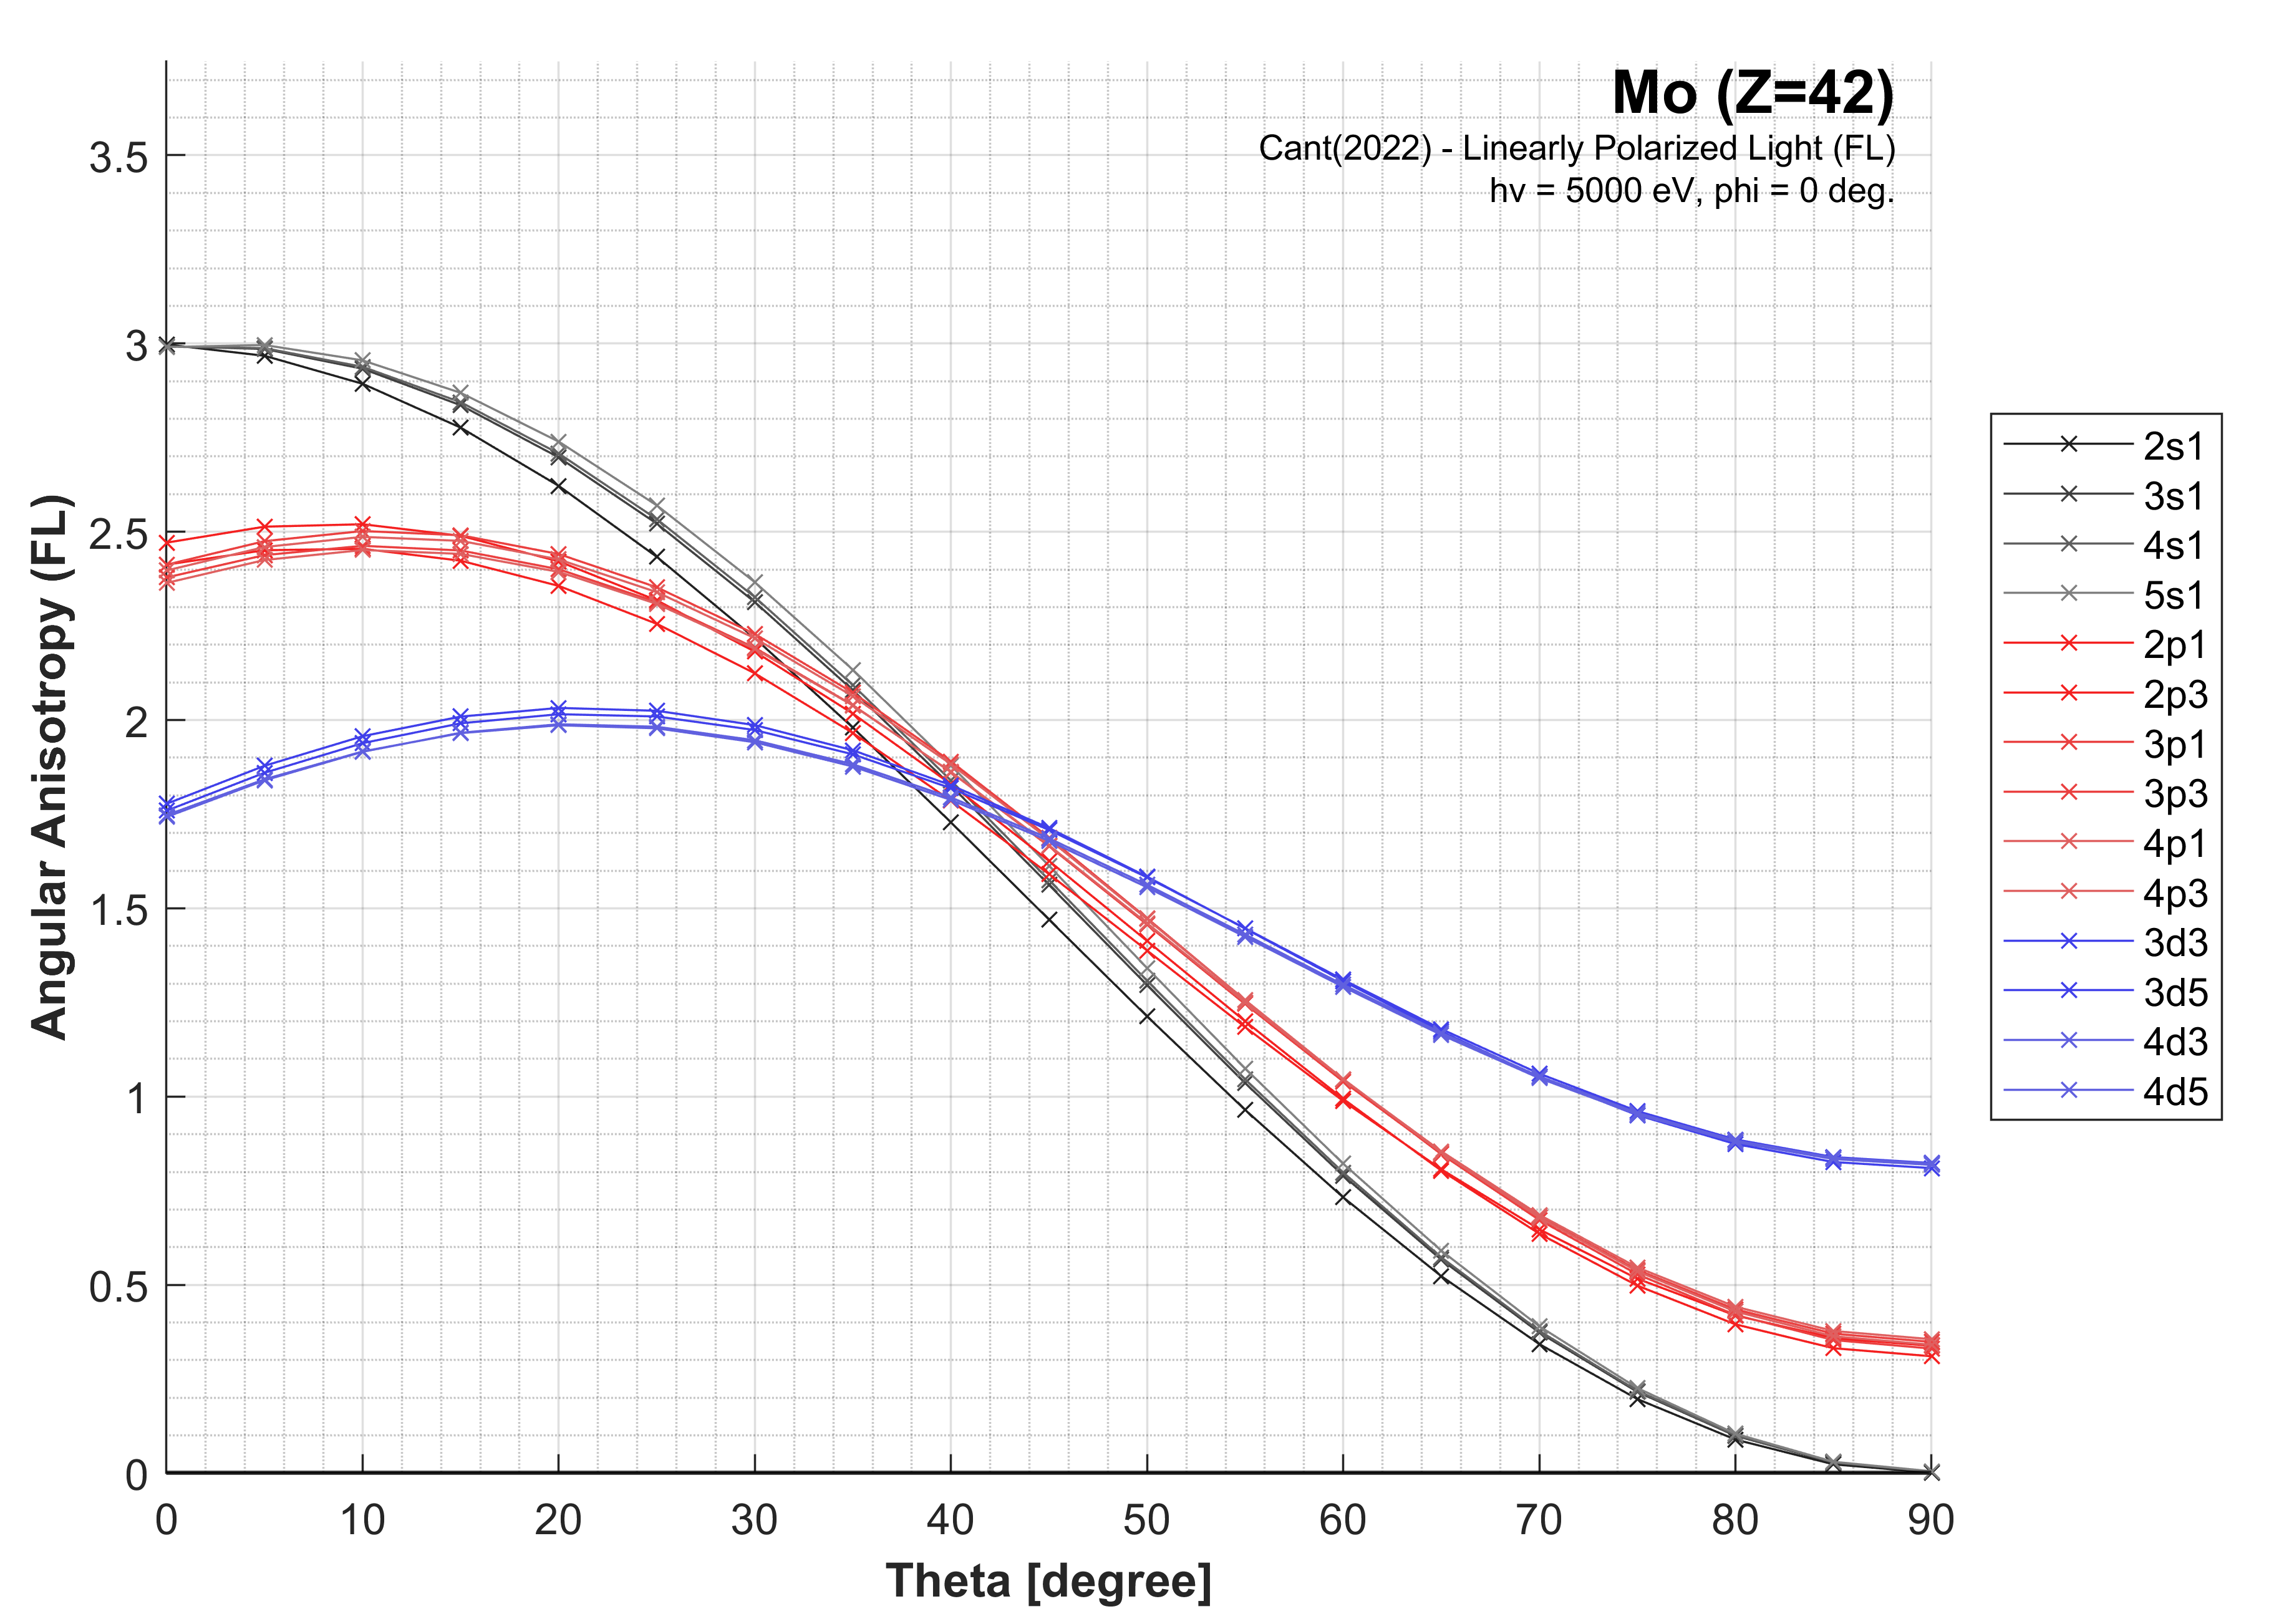 Mo (Z=42)
Cant(2022) - Linearly Polarized Light (FL)
hv = 5000 eV, phi = 0 deg.
Angular Anisotropy (FL)
3.5
3
2.5
2
1.5
1
0.5
0
0 10 20 30 40 50 60 70 80 90
Theta [degree]
2s1
3s1
4s1
5s1
2p1
2p3
3p1
3p3
4p1
4p3
3d3
3d5
4d3
4d5